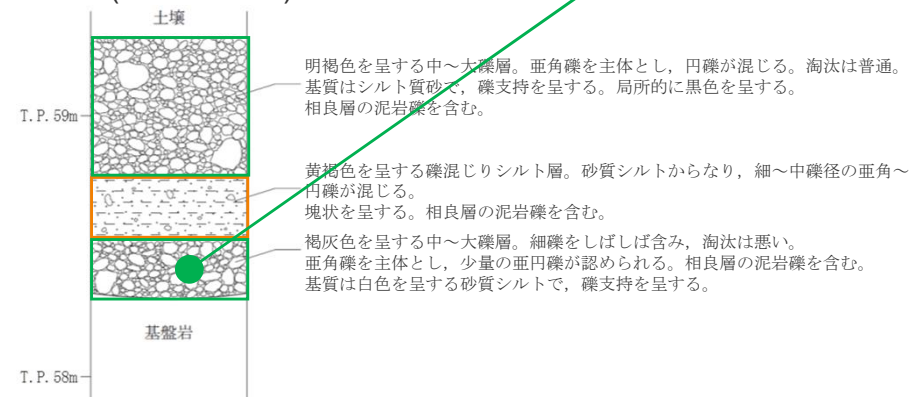 土壌
明褐色を呈する中～大礫層。亜角礫を主体とし，円礫が混じる。淘汰は普通。
基質はシルト質砂で，礫支持を呈する。局所的に黒色を呈する。
相良層の泥岩礫を含む。
T.P.59m
黄褐色を呈する礫混じりシルト層。砂質シルトからなり，細～中礫径の亜角～
円礫が混じる。
塊状を呈する。相良層の泥岩礫を含む。
褐灰色を呈する中～大礫層。細礫をしばしば含み，淘汰は悪い。
亜角礫を主体とし，少量の亜円礫が認められる。相良層の泥岩礫を含む。
基質は白色を呈する砂質シルトで，礫支持を呈する。
基盤岩
T.P.58m